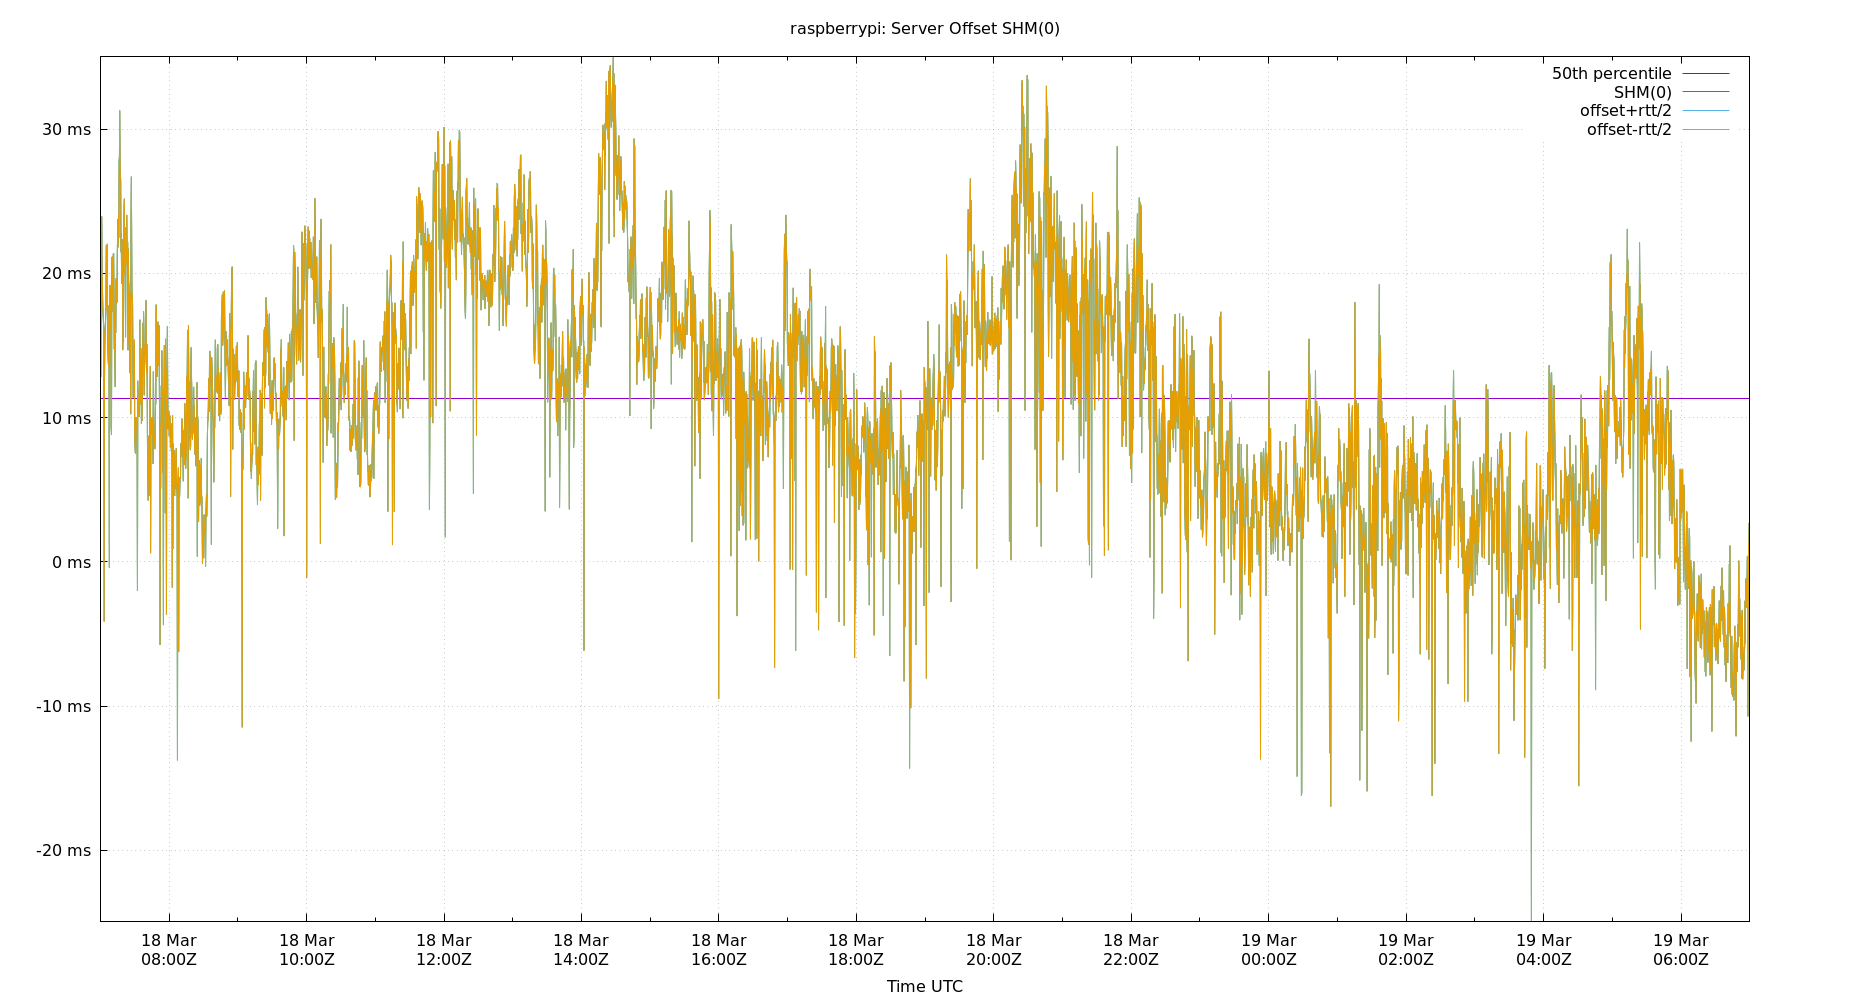 raspberrypi: Server Offset SHM(0)
50th percentile
SHM(0)
offset+rtt/2
offset-rtt/2
30 ms
20 ms
10 ms
0 ms
-10 ms
-20 ms
18 Mar 18 Mar 18 Mar 18 Mar 18 Mar 18 Mar 18 Mar 18 Mar 19 Mar 19 Mar 19 Mar 19 Mar
08:00Z 10:00Z 12:00Z 14:00Z 16:00Z 18:00Z 20:00Z 22:00Z 00:00Z 02:00Z 04:00Z 06:00Z
Time UTC